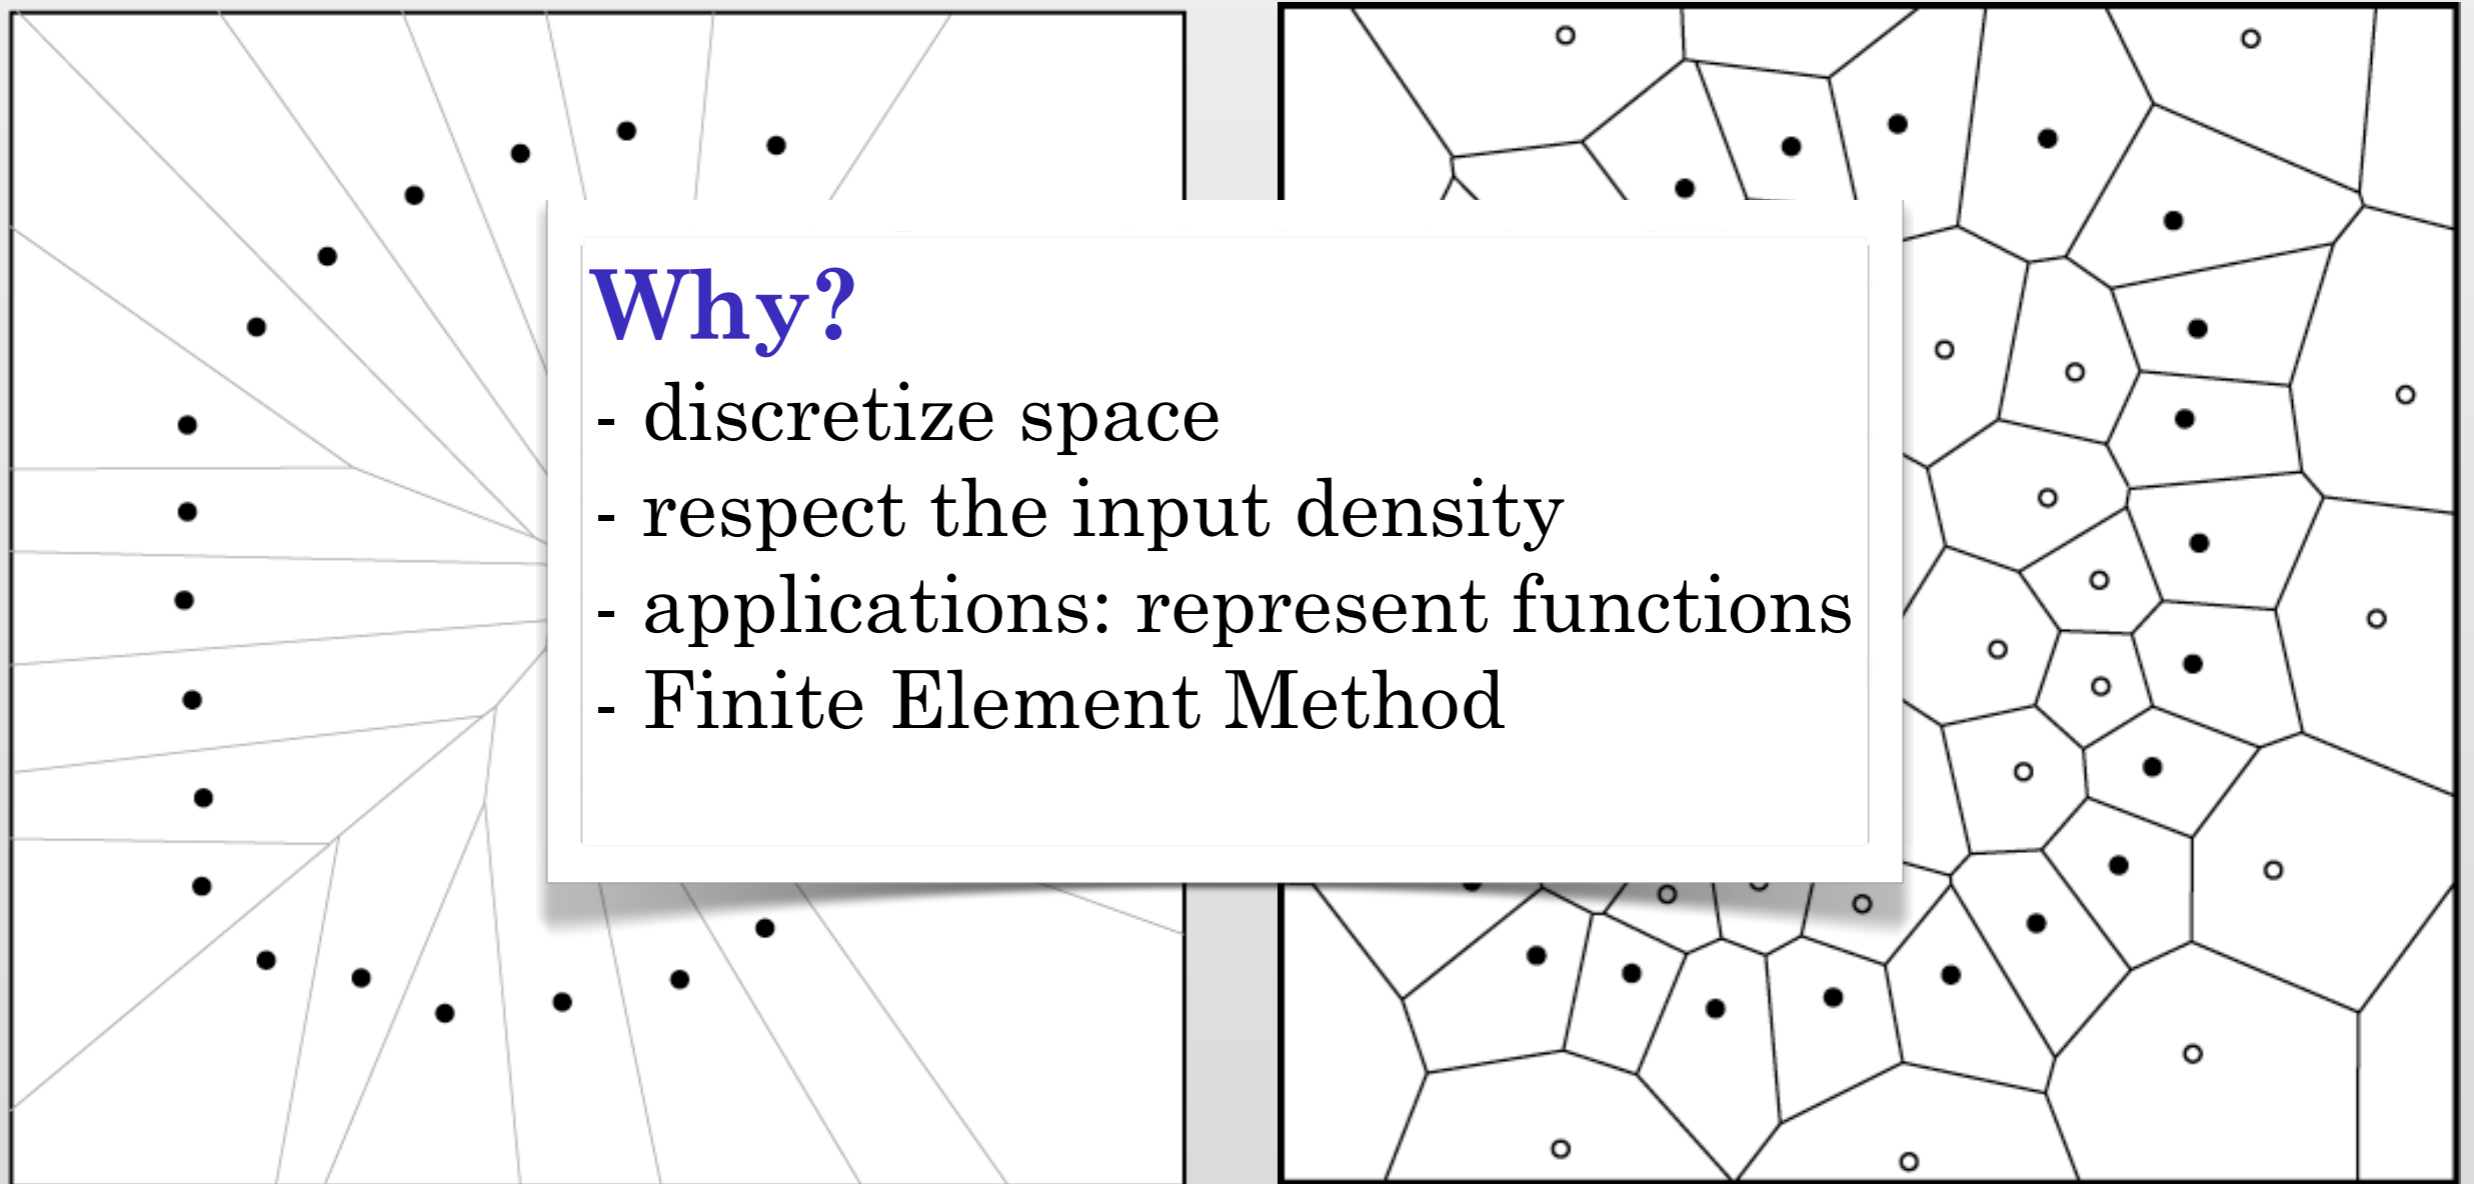 Why?
- discretize space
- respect the input density
- applications: represent functions
- Finite Element Method